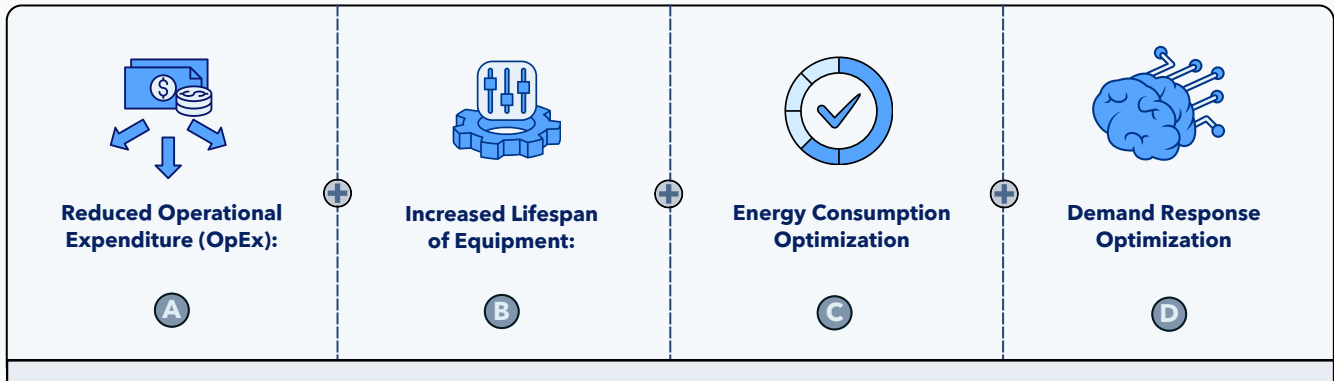 $
Reduced Operational
Expenditure (OpEx):
A
Increased Lifespan
of Equipment:
B
Energy Consumption
Optimization
C
Demand Response
Optimization
D